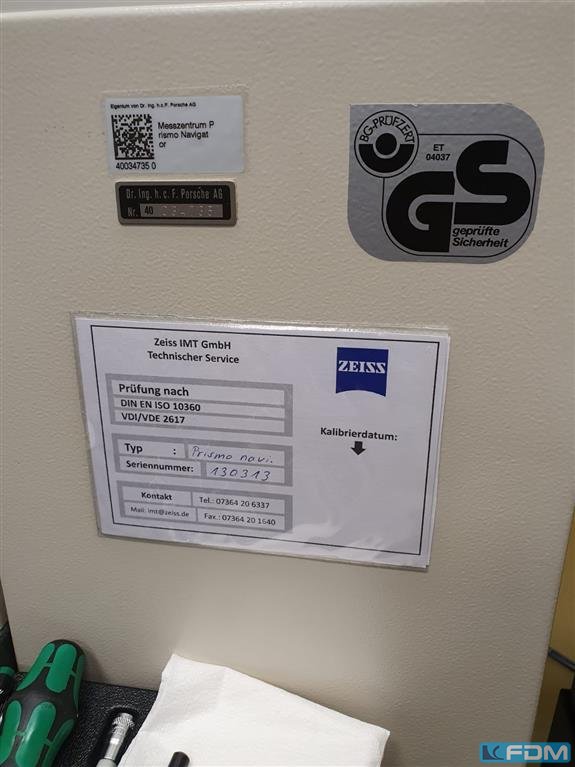 Eigentum von Dr. Ing. h.c.F. Porsche AG
Messzentrum P
rismo Navigat
or
40034735 0
Dr. Ing. h. c. F. Porsche AG
Nr. 40
BG-PRÜFZERT
ET
04037
GS
geprüfte
Sicherheit
Zeiss IMT GmbH
Technischer Service
ZEISS
Prüfung nach
DIN EN ISO 10360
VDI/VDE 2617
Kalibrierdatum:
Typ : Prismo navi.
Seriennummer: 130313
Kontakt Tel.: 07364 20 6337
Mail: imt@zeiss.de Fax.: 07364 20 1640
FDM